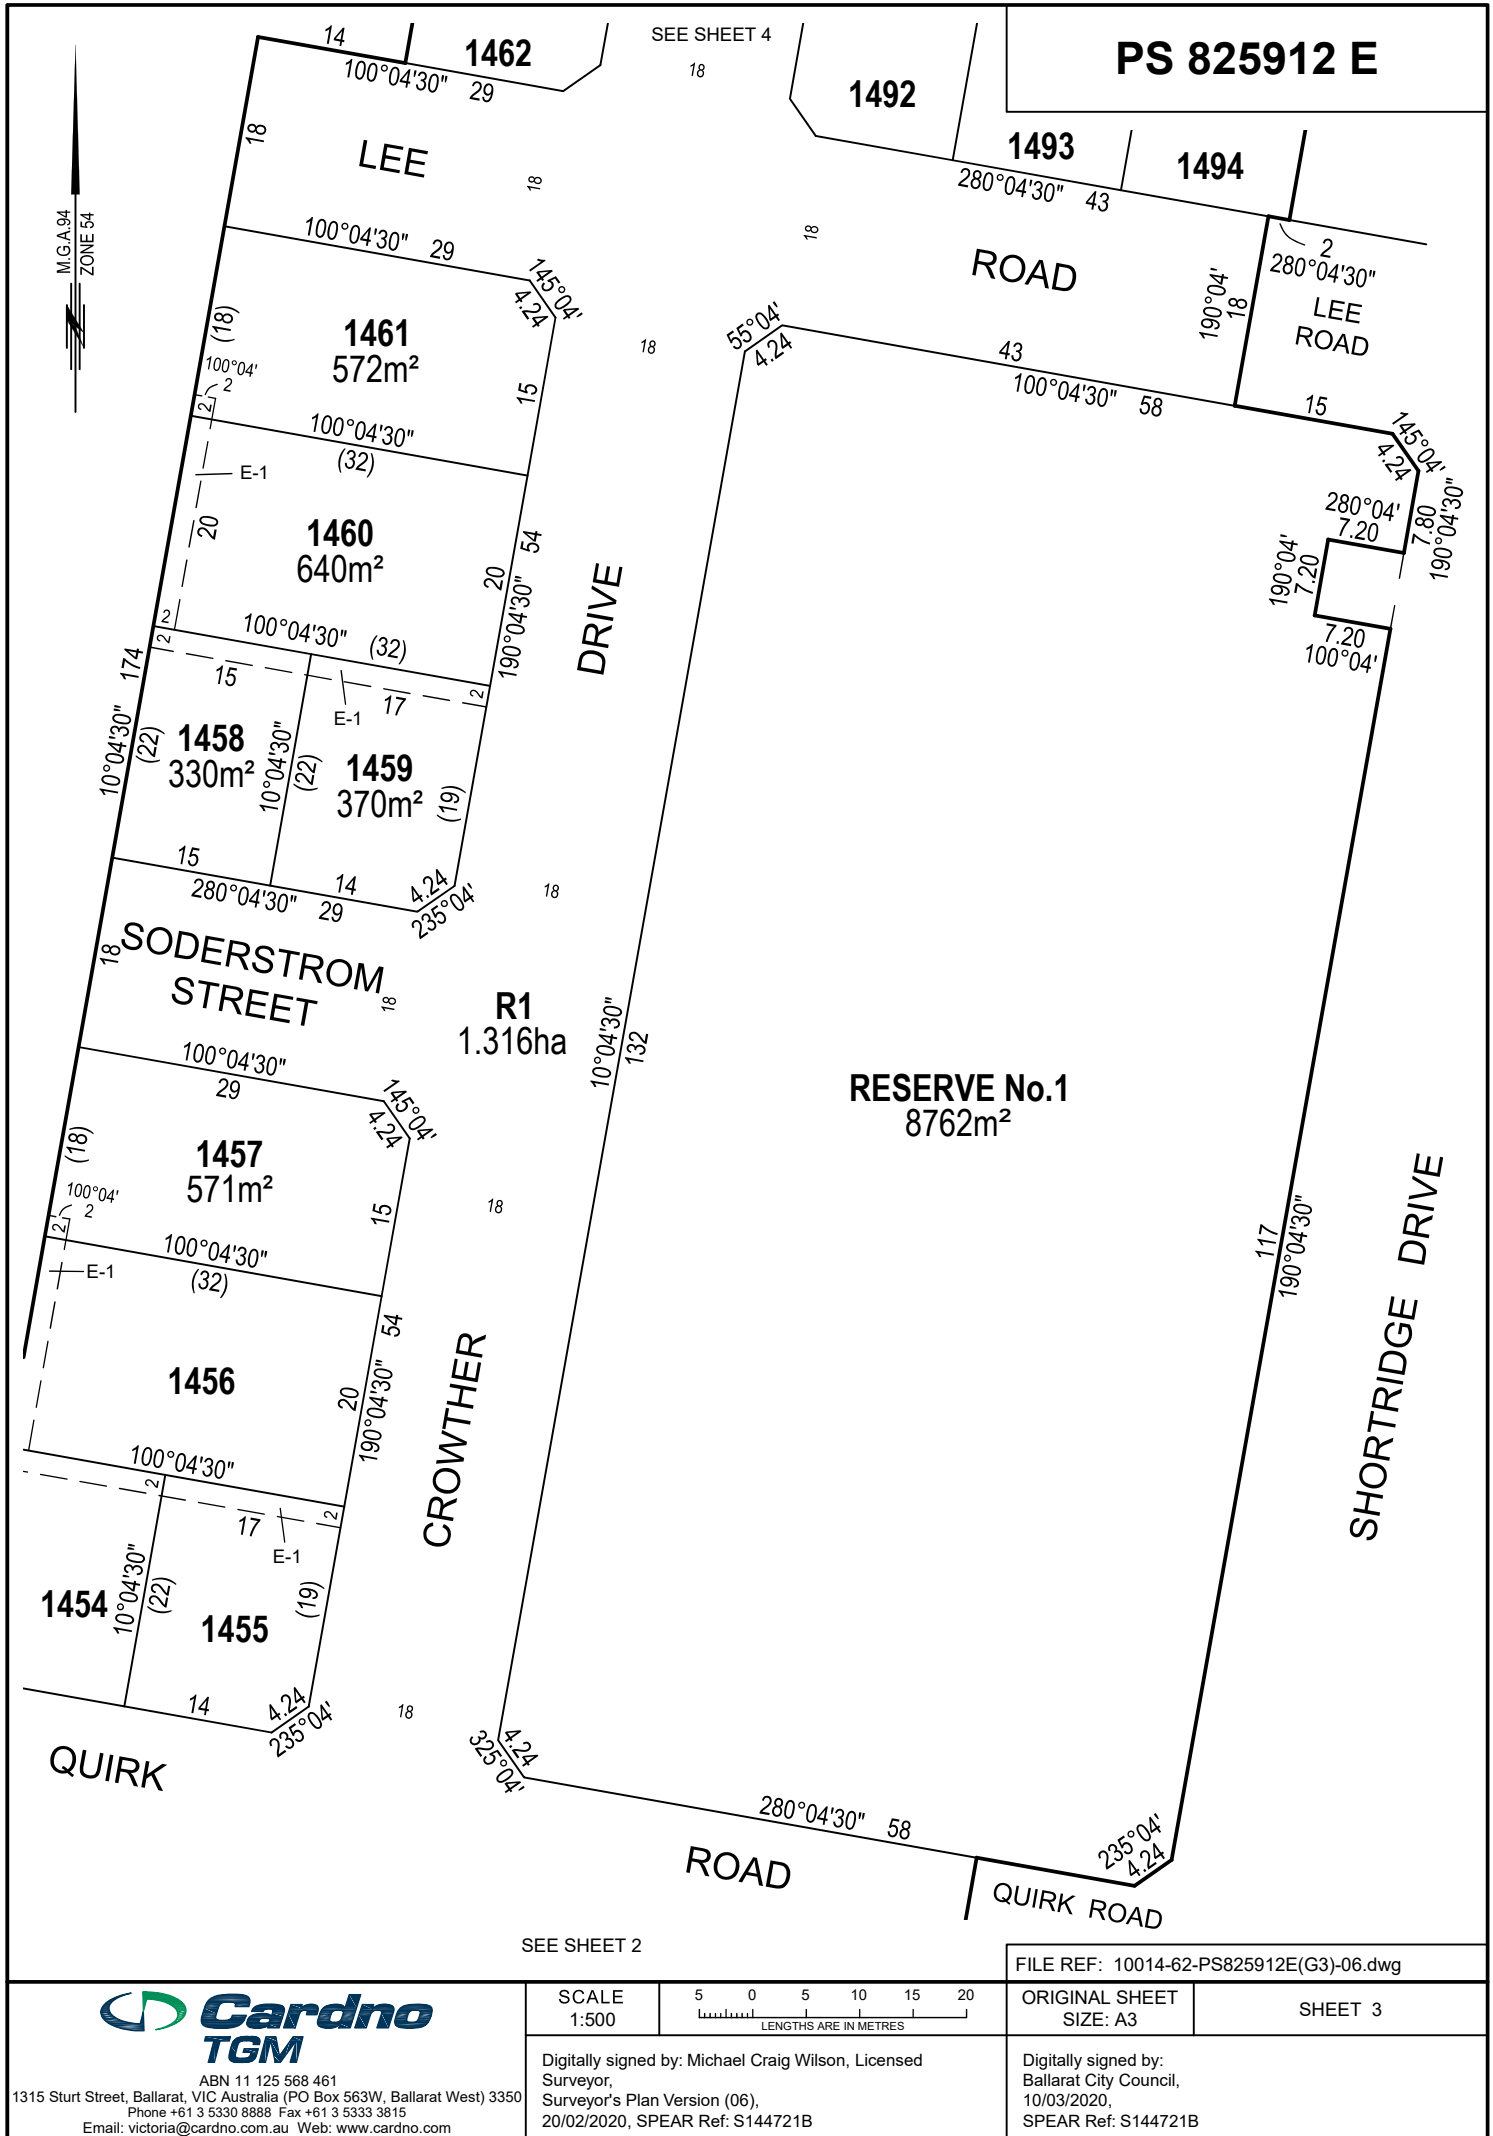 PS 825912 E
SEE SHEET 4
M.G.A.94
ZONE 54
14
100°04'30" 29
1462
18
1492
1493
1494
280°04'30" 43
18
LEE
18
18
ROAD
2
280°04'30"
LEE
ROAD
190°04'
18
100°04'30" 29
145°04'
4.24
(18)
1461
572m²
100°04'
2
2
15
18
55°04'
4.24
43
100°04'30" 58
15
145°04'
4.24
100°04'30"
(32)
E-1
20
1460
640m²
20
54
190°04'30"
DRIVE
280°04'
7.20
7.80
190°04'30"
190°04'
7.20
7.20
100°04'
2
2
100°04'30" (32)
15
17
2
E-1
174
10°04'30"
(22)
1458
330m²
10°04'30"
(22)
1459
370m²
(19)
15
280°04'30" 29
14
4.24
235°04'
18
18
SODERSTROM
STREET
18
R1
1.316ha
10°04'30"
132
RESERVE No.1
8762m²
100°04'30"
29
145°04'
4.24
(18)
1457
571m²
100°04'
2
2
15
18
100°04'30"
(32)
E-1
117
190°04'30"
SHORTRIDGE DRIVE
1456
20
54
190°04'30"
CROWTHER
100°04'30"
2
17
2
E-1
1454
10°04'30"
(22)
1455
(19)
14
4.24
235°04'
18
4.24
325°04'
QUIRK
280°04'30" 58
235°04'
4.24
ROAD
QUIRK ROAD
SEE SHEET 2
FILE REF: 10014-62-PS825912E(G3)-06.dwg
Cardno
TGM
ABN 11 125 568 461
1315 Sturt Street, Ballarat, VIC Australia (PO Box 563W, Ballarat West) 3350
Phone +61 3 5330 8888 Fax +61 3 5333 3815
Email: victoria@cardno.com.au Web: www.cardno.com
SCALE
1:500
5 0 5 10 15 20
LENGTHS ARE IN METRES
ORIGINAL SHEET
SIZE: A3
SHEET 3
Digitally signed by: Michael Craig Wilson, Licensed
Surveyor,
Surveyor's Plan Version (06),
20/02/2020, SPEAR Ref: S144721B
Digitally signed by:
Ballarat City Council,
10/03/2020,
SPEAR Ref: S144721B